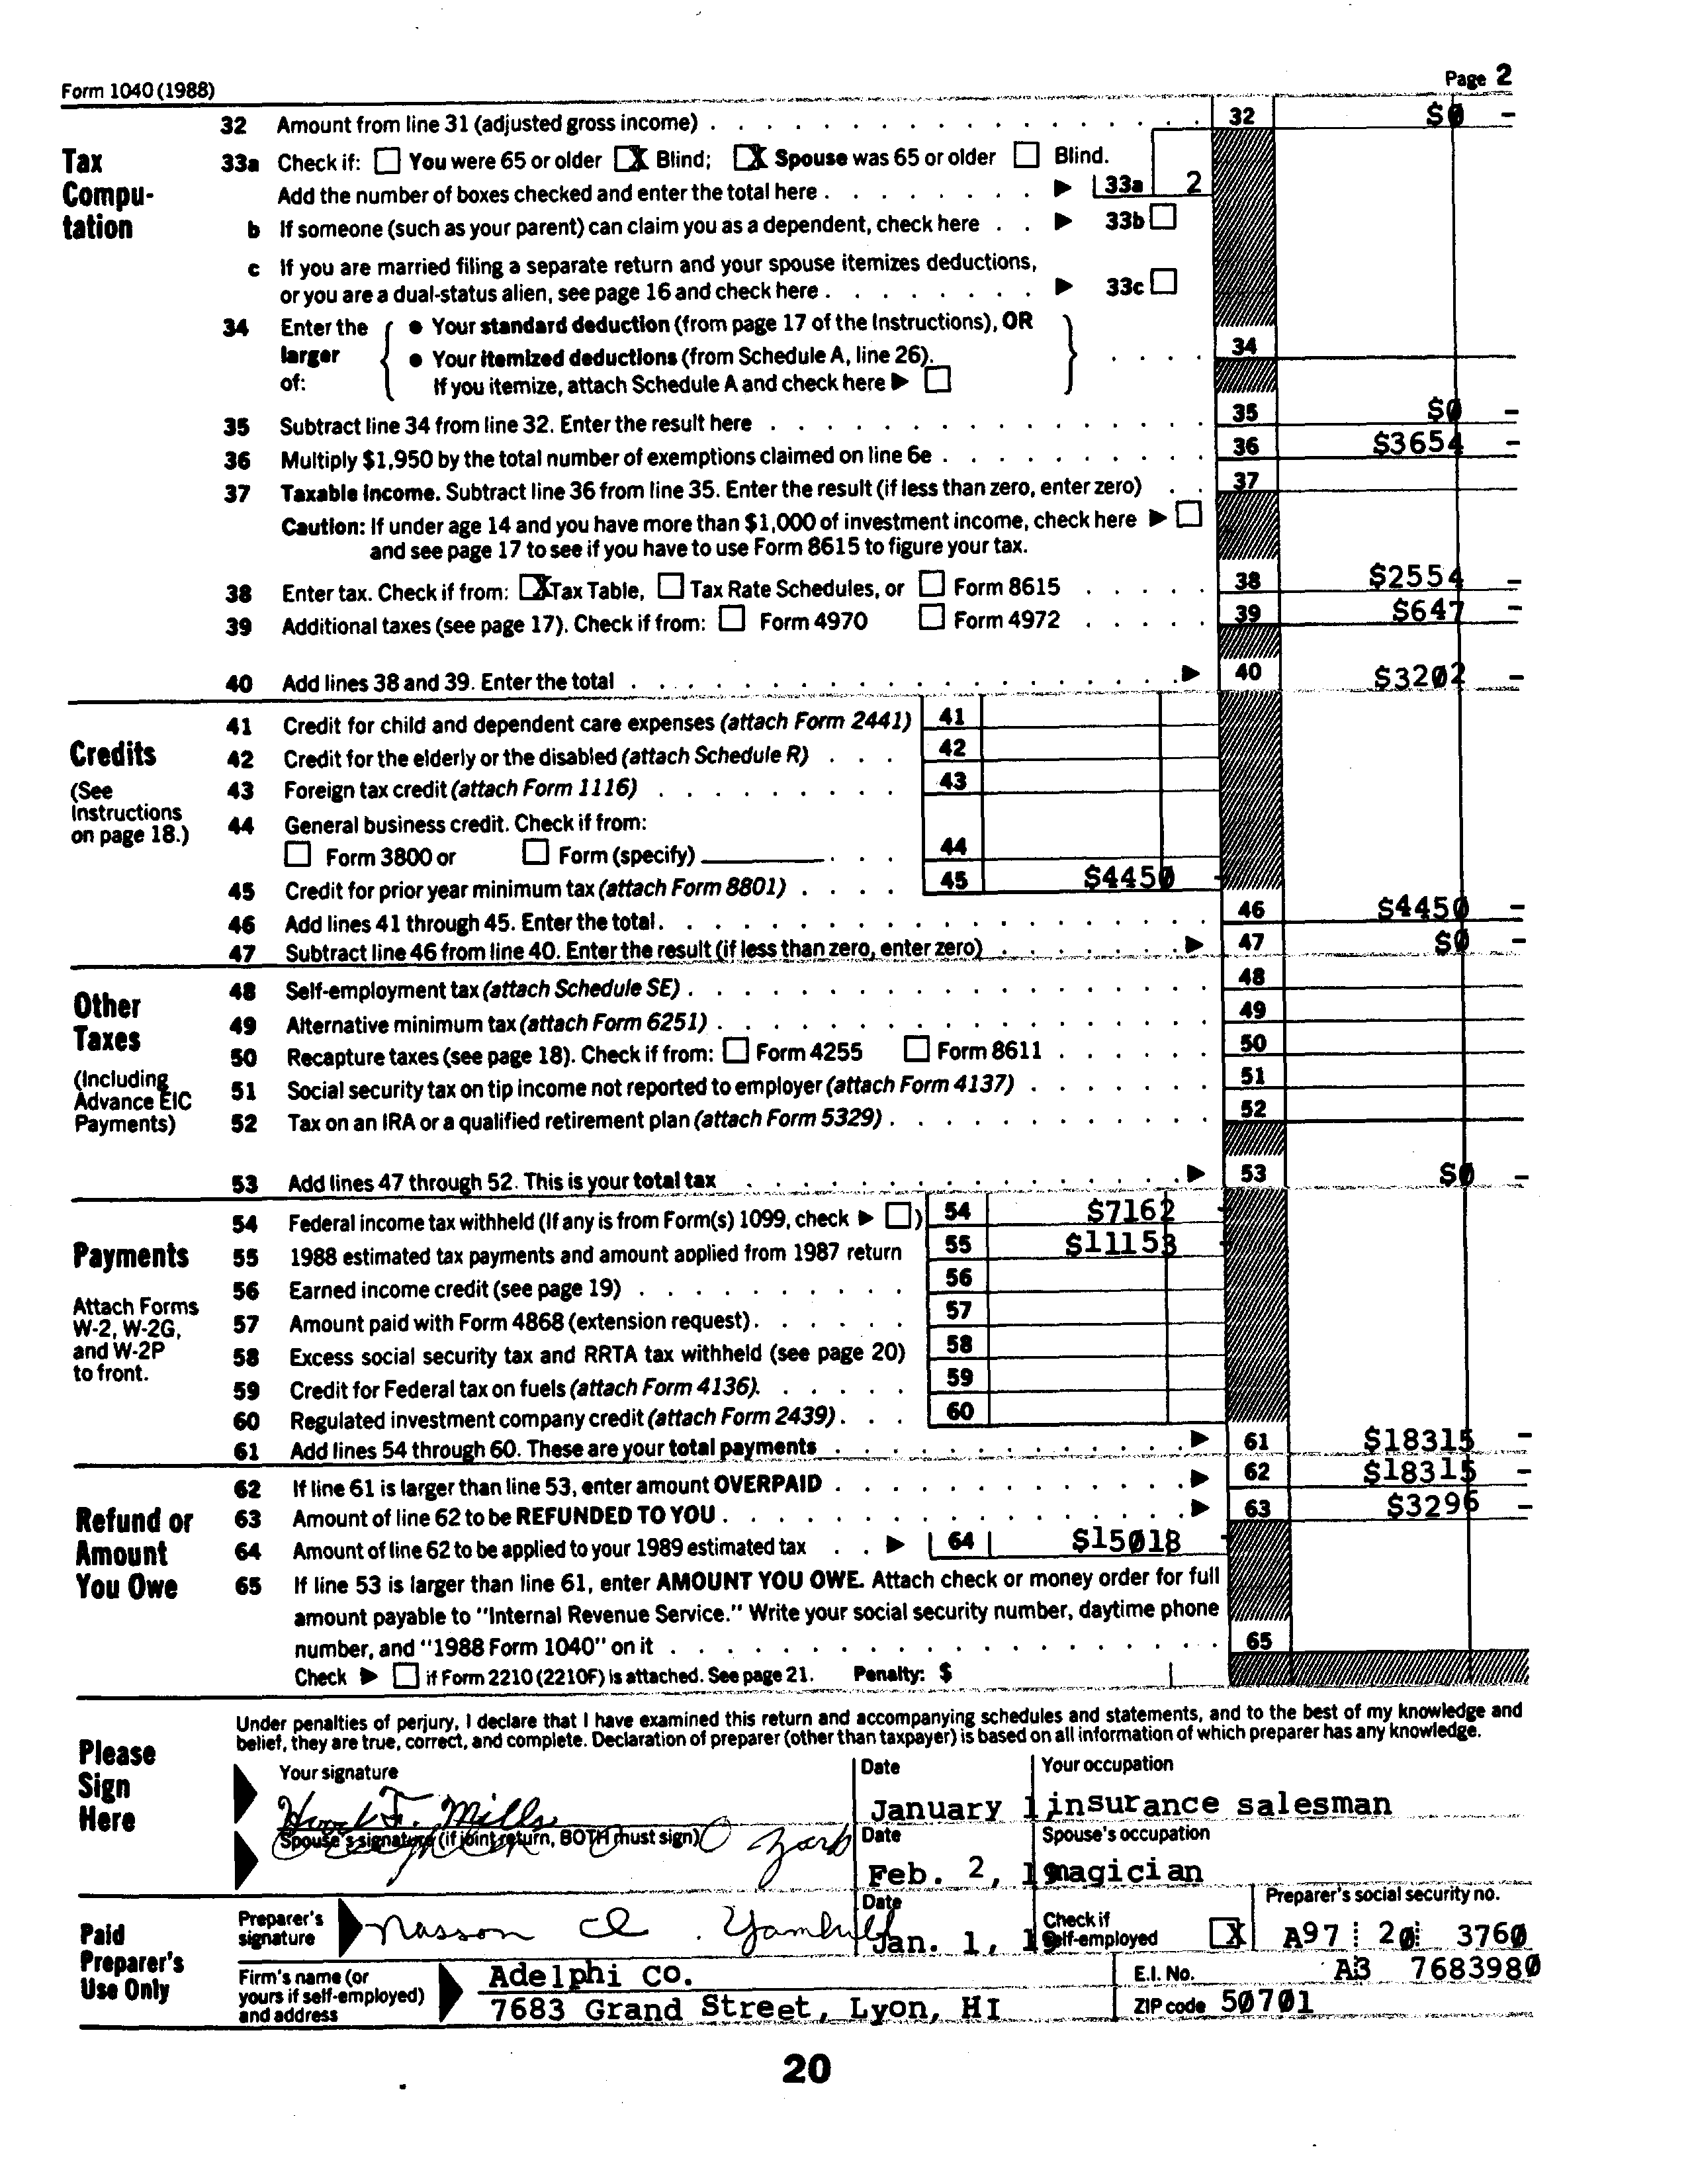 Form 1040 (1988) Page 2
32 Amount from line 31 (adjusted gross income) 32 $0 -
Tax Compu- tation
33a Check if: You were 65 or older X Blind; X Spouse was 65 or older Blind.
Add the number of boxes checked and enter the total here 33a 2
b If someone (such as your parent) can claim you as a dependent, check here 33b
c If you are married filing a separate return and your spouse itemizes deductions,
or you are a dual-status alien, see page 16 and check here 33c
34 Enter the larger of: • Your standard deduction (from page 17 of the Instructions), OR
• Your itemized deductions (from Schedule A, line 26). 34
If you itemize, attach Schedule A and check here
35 Subtract line 34 from line 32. Enter the result here 35 $0 -
36 Multiply $1,950 by the total number of exemptions claimed on line 6e 36 $3654 -
37 Taxable income. Subtract line 36 from line 35. Enter the result (if less than zero, enter zero) 37
Caution: If under age 14 and you have more than $1,000 of investment income, check here
and see page 17 to see if you have to use Form 8615 to figure your tax.
38 Enter tax. Check if from: X Tax Table, Tax Rate Schedules, or Form 8615 38 $2554 -
39 Additional taxes (see page 17). Check if from: Form 4970 Form 4972 39 $647 -
40 Add lines 38 and 39. Enter the total 40 $3202 -
Credits
(See Instructions on page 18.)
41 Credit for child and dependent care expenses (attach Form 2441) 41
42 Credit for the elderly or the disabled (attach Schedule R) 42
43 Foreign tax credit (attach Form 1116) 43
44 General business credit. Check if from:
Form 3800 or Form (specify) 44
45 Credit for prior year minimum tax (attach Form 8801) 45 $4450 -
46 Add lines 41 through 45. Enter the total 46 $4450 -
47 Subtract line 46 from line 40. Enter the result (if less than zero, enter zero) 47 $0 -
Other Taxes
(Including Advance EIC Payments)
48 Self-employment tax (attach Schedule SE) 48
49 Alternative minimum tax (attach Form 6251) 49
50 Recapture taxes (see page 18). Check if from: Form 4255 Form 8611 50
51 Social security tax on tip income not reported to employer (attach Form 4137) 51
52 Tax on an IRA or a qualified retirement plan (attach Form 5329) 52
53 Add lines 47 through 52. This is your total tax 53 $0 -
Payments
Attach Forms W-2, W-2G, and W-2P to front.
54 Federal income tax withheld (If any is from Form(s) 1099, check ) 54 $7162 -
55 1988 estimated tax payments and amount applied from 1987 return 55 $11153 -
56 Earned income credit (see page 19) 56
57 Amount paid with Form 4868 (extension request) 57
58 Excess social security tax and RRTA tax withheld (see page 20) 58
59 Credit for Federal tax on fuels (attach Form 4136) 59
60 Regulated investment company credit (attach Form 2439) 60
61 Add lines 54 through 60. These are your total payments 61 $18315 -
Refund or Amount You Owe
62 If line 61 is larger than line 53, enter amount OVERPAID 62 $18315 -
63 Amount of line 62 to be REFUNDED TO YOU 63 $3296 -
64 Amount of line 62 to be applied to your 1989 estimated tax 64 $15018 -
65 If line 53 is larger than line 61, enter AMOUNT YOU OWE. Attach check or money order for full
amount payable to "Internal Revenue Service." Write your social security number, daytime phone
number, and "1988 Form 1040" on it 65
Check if Form 2210 (2210F) is attached. See page 21. Penalty: $
Please Sign Here
Under penalties of perjury, I declare that I have examined this return and accompanying schedules and statements, and to the best of my knowledge and
belief, they are true, correct, and complete. Declaration of preparer (other than taxpayer) is based on all information of which preparer has any knowledge.
Your signature Date Your occupation
F. Mills January 1, insurance salesman
Spouse's signature (if joint return, BOTH must sign) Date Spouse's occupation
Feb. 2, 19 magician
Paid Preparer's Use Only
Preparer's signature Nasson Date Jan. 1, 19 Check if self-employed X Preparer's social security no. A97 20 3760
Firm's name (or yours if self-employed) and address Adelphi CO. E.I. No. A3 7683980
7683 Grand Street, Lyon, HI ZIP code 50701
20